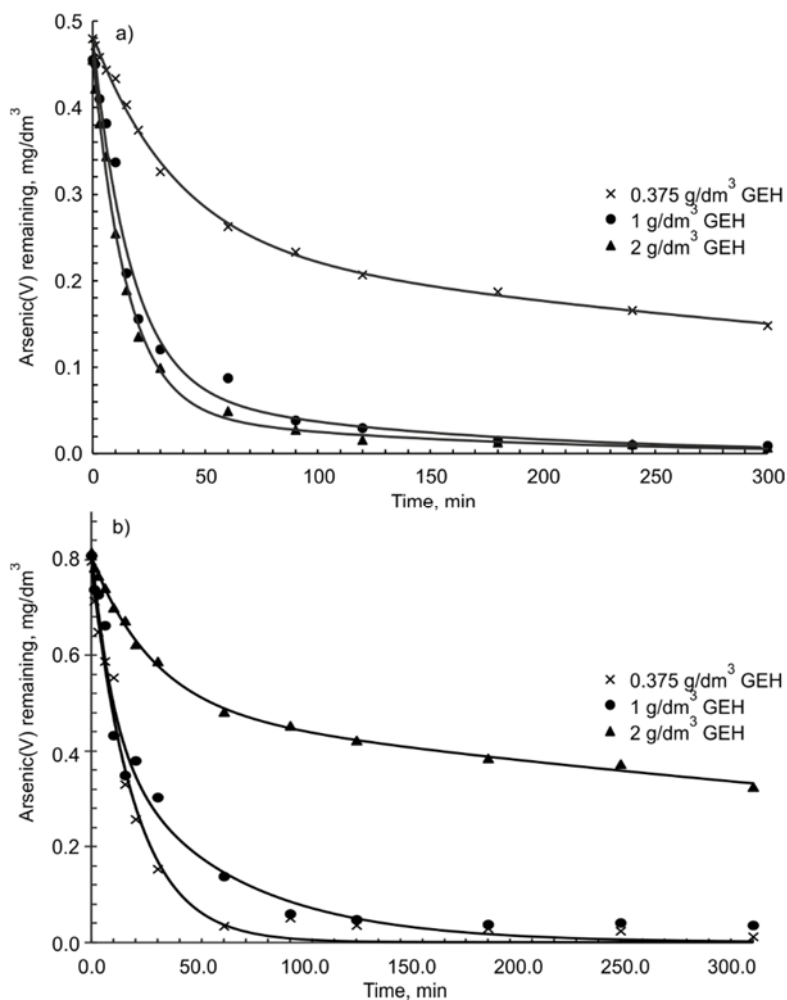 a)
0.5
0.4
0.3
0.2
0.1
0.0
Arsenic(V) remaining, mg/dm³
× 0.375 g/dm³ GEH
● 1 g/dm³ GEH
▲ 2 g/dm³ GEH
0 50 100 150 200 250 300
Time, min
b)
0.8
0.6
0.4
0.2
0.0
Arsenic(V) remaining, mg/dm³
× 0.375 g/dm³ GEH
● 1 g/dm³ GEH
▲ 2 g/dm³ GEH
0.0 50.0 100.0 150.0 200.0 250.0 300.0
Time, min